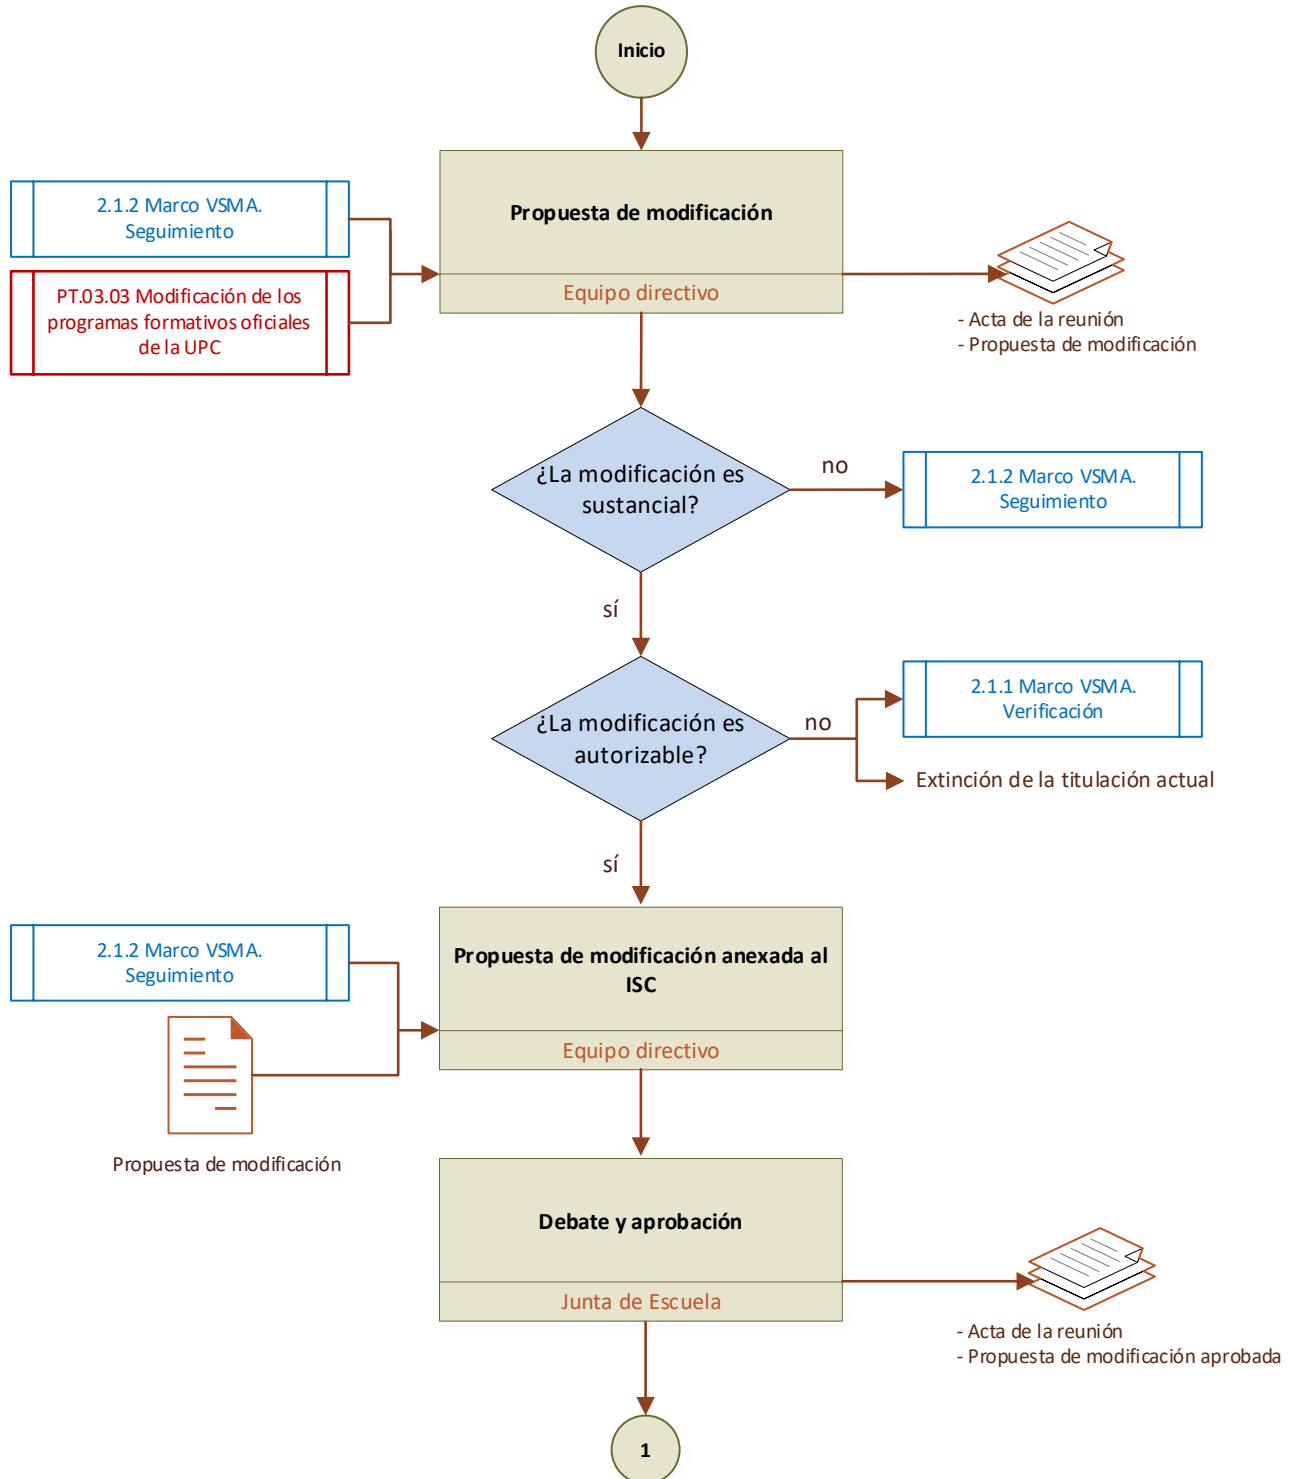 Inicio
Propuesta de modificación
Equipo directivo
2.1.2 Marco VSMA.
Seguimiento
PT.03.03 Modificación de los
programas formativos oficiales
de la UPC
- Acta de la reunión
- Propuesta de modificación
¿La modificación es
sustancial?
no
2.1.2 Marco VSMA.
Seguimiento
sí
¿La modificación es
autorizable?
no
2.1.1 Marco VSMA.
Verificación
Extinción de la titulación actual
sí
2.1.2 Marco VSMA.
Seguimiento
Propuesta de modificación anexada al
ISC
Equipo directivo
Propuesta de modificación
Debate y aprobación
Junta de Escuela
- Acta de la reunión
- Propuesta de modificación aprobada
1